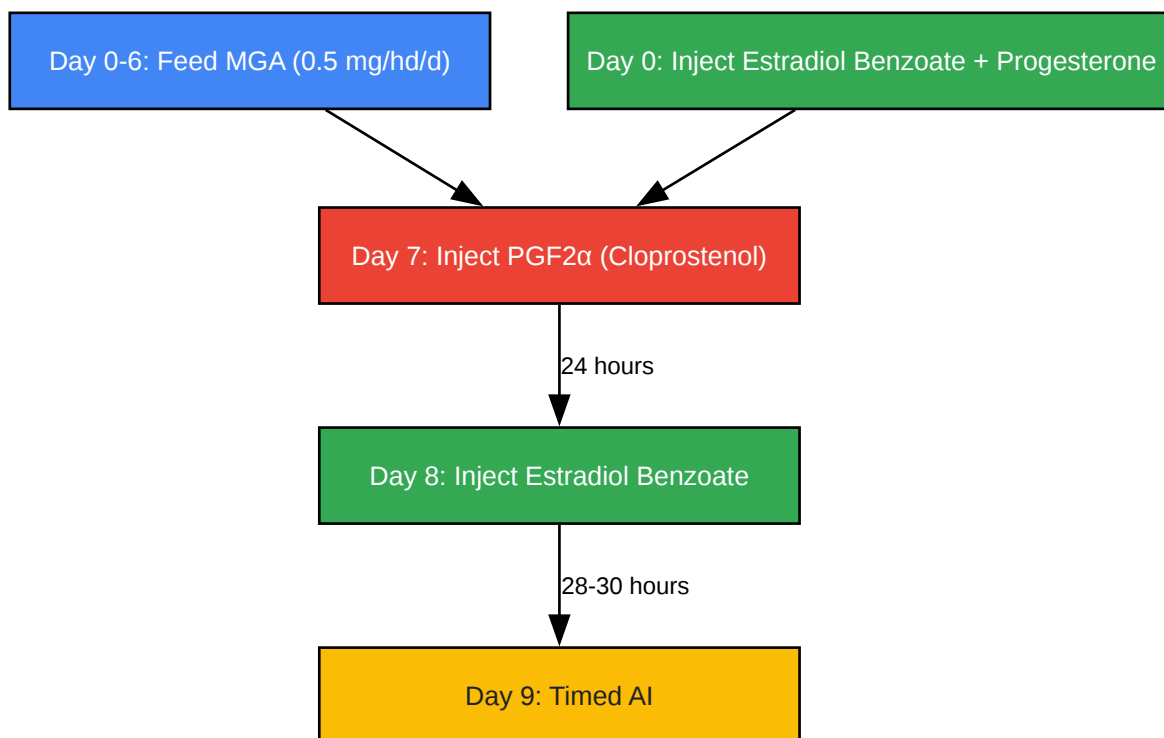 Day 0-6: Feed MGA (0.5 mg/hd/d)
Day 0: Inject Estradiol Benzoate + Progesterone
Day 7: Inject PGF2α (Cloprostenol)
24 hours
Day 8: Inject Estradiol Benzoate
28-30 hours
Day 9: Timed AI